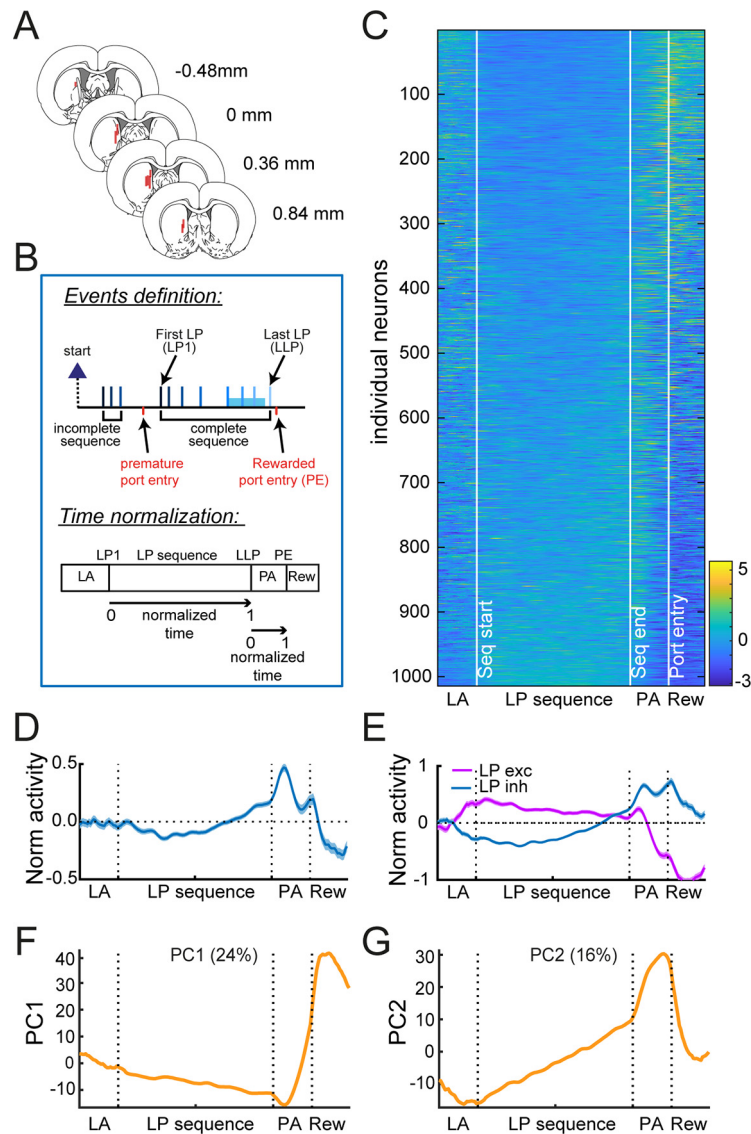 A
-0.48mm
0 mm
0.36 mm
0.84 mm
B
Events definition:
start
First LP
(LP1)
Last LP
(LLP)
incomplete
sequence
complete
sequence
premature
port entry
Rewarded
port entry (PE)
Time normalization:
LP1
LP sequence
LLP
PE
LA
PA
Rew
0
normalized
time
1
0
1
normalized
time
C
individual neurons
100
200
300
400
500
600
700
800
900
1000
Seq start
Seq end
Port entry
LA
LP sequence
PA
Rew
5
0
-3
D
Norm activity
0.5
0.0
-0.5
LA
LP sequence
PA
Rew
E
Norm activity
1
0
-1
LP exc
LP inh
LA
LP sequence
PA
Rew
F
PC1 (24%)
PC1
40
30
20
10
0
-10
LA
LP sequence
PA
Rew
G
PC2 (16%)
PC2
30
20
10
0
-10
LA
LP sequence
PA
Rew